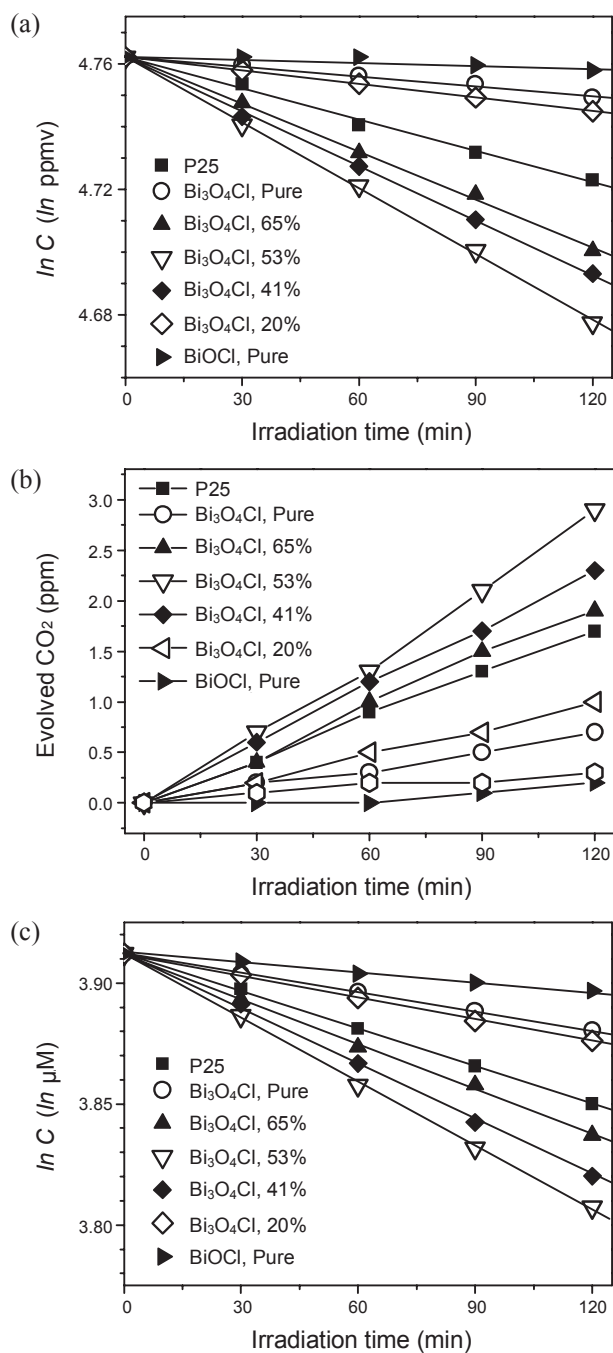 (a)
4.76
4.72
4.68
ln C (ln ppmv)
P25
Bi₃O₄Cl, Pure
Bi₃O₄Cl, 65%
Bi₃O₄Cl, 53%
Bi₃O₄Cl, 41%
Bi₃O₄Cl, 20%
BiOCl, Pure
0 30 60 90 120
Irradiation time (min)
(b)
3.0
2.5
2.0
1.5
1.0
0.5
0.0
Evolved CO₂ (ppm)
P25
Bi₃O₄Cl, Pure
Bi₃O₄Cl, 65%
Bi₃O₄Cl, 53%
Bi₃O₄Cl, 41%
Bi₃O₄Cl, 20%
BiOCl, Pure
0 30 60 90 120
Irradiation time (min)
(c)
3.90
3.85
3.80
ln C (ln µM)
P25
Bi₃O₄Cl, Pure
Bi₃O₄Cl, 65%
Bi₃O₄Cl, 53%
Bi₃O₄Cl, 41%
Bi₃O₄Cl, 20%
BiOCl, Pure
0 30 60 90 120
Irradiation time (min)